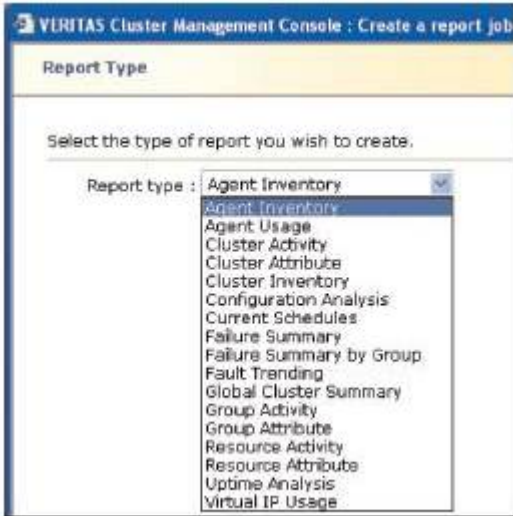 VERITAS Cluster Management Console : Create a report job
Report Type
Select the type of report you wish to create.
Report type : Agent Inventory
Agent Inventory
Agent Usage
Cluster Activity
Cluster Attribute
Cluster Inventory
Configuration Analysis
Current Schedules
Failure Summary
Failure Summary by Group
Fault Trending
Global Cluster Summary
Group Activity
Group Attribute
Resource Activity
Resource Attribute
Uptime Analysis
Virtual IP Usage